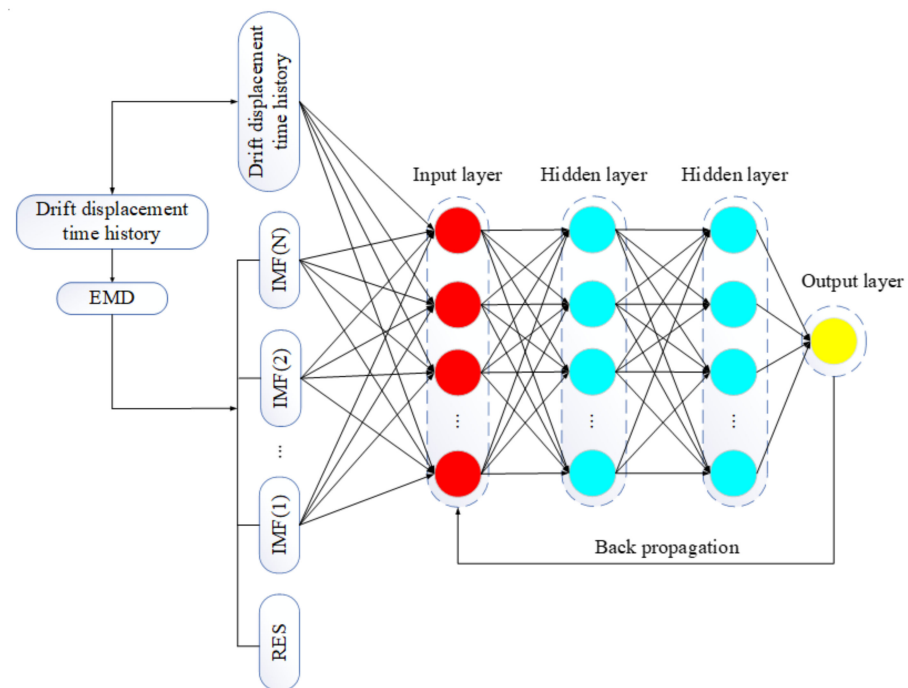 Drift displacement
time history
Input layer
Hidden layer
Hidden layer
Drift displacement
time history
IMF(N)
EMD
Output layer
IMF(2)
...
...
...
...
IMF(1)
Back propagation
RES